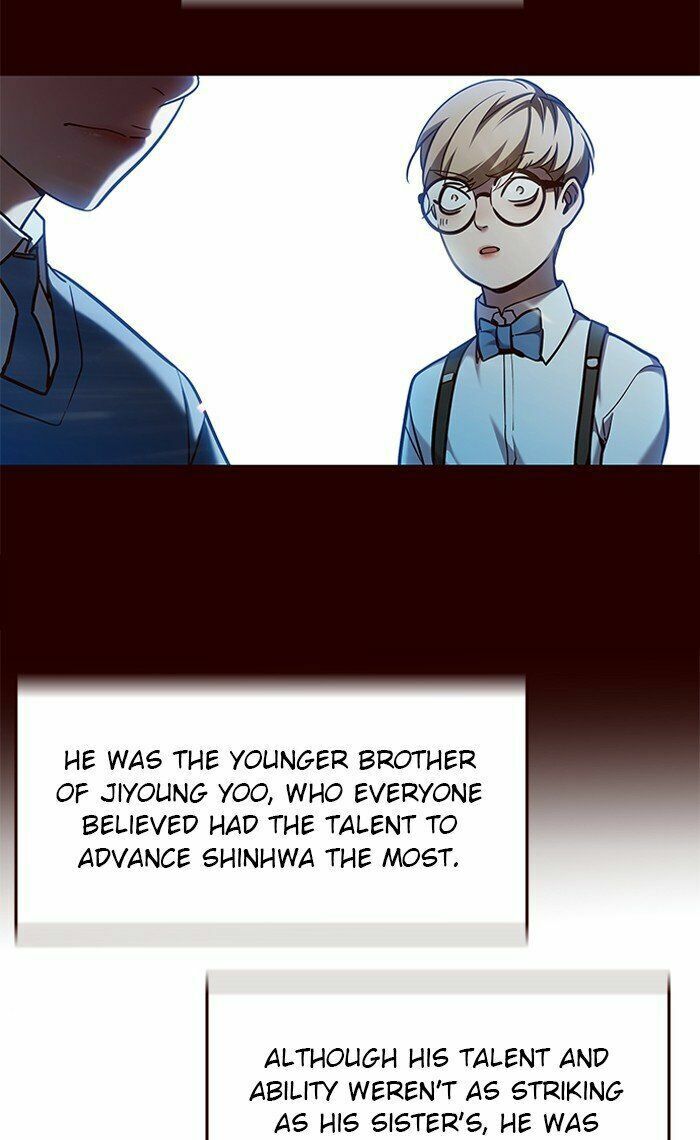 HE WAS THE YOUNGER BROTHER
OF JIYOUNG YOO, WHO EVERYONE
BELIEVED HAD THE TALENT TO
ADVANCE SHINHWA THE MOST.
ALTHOUGH HIS TALENT AND
ABILITY WEREN'T AS STRIKING
AS HIS SISTER'S, HE WAS